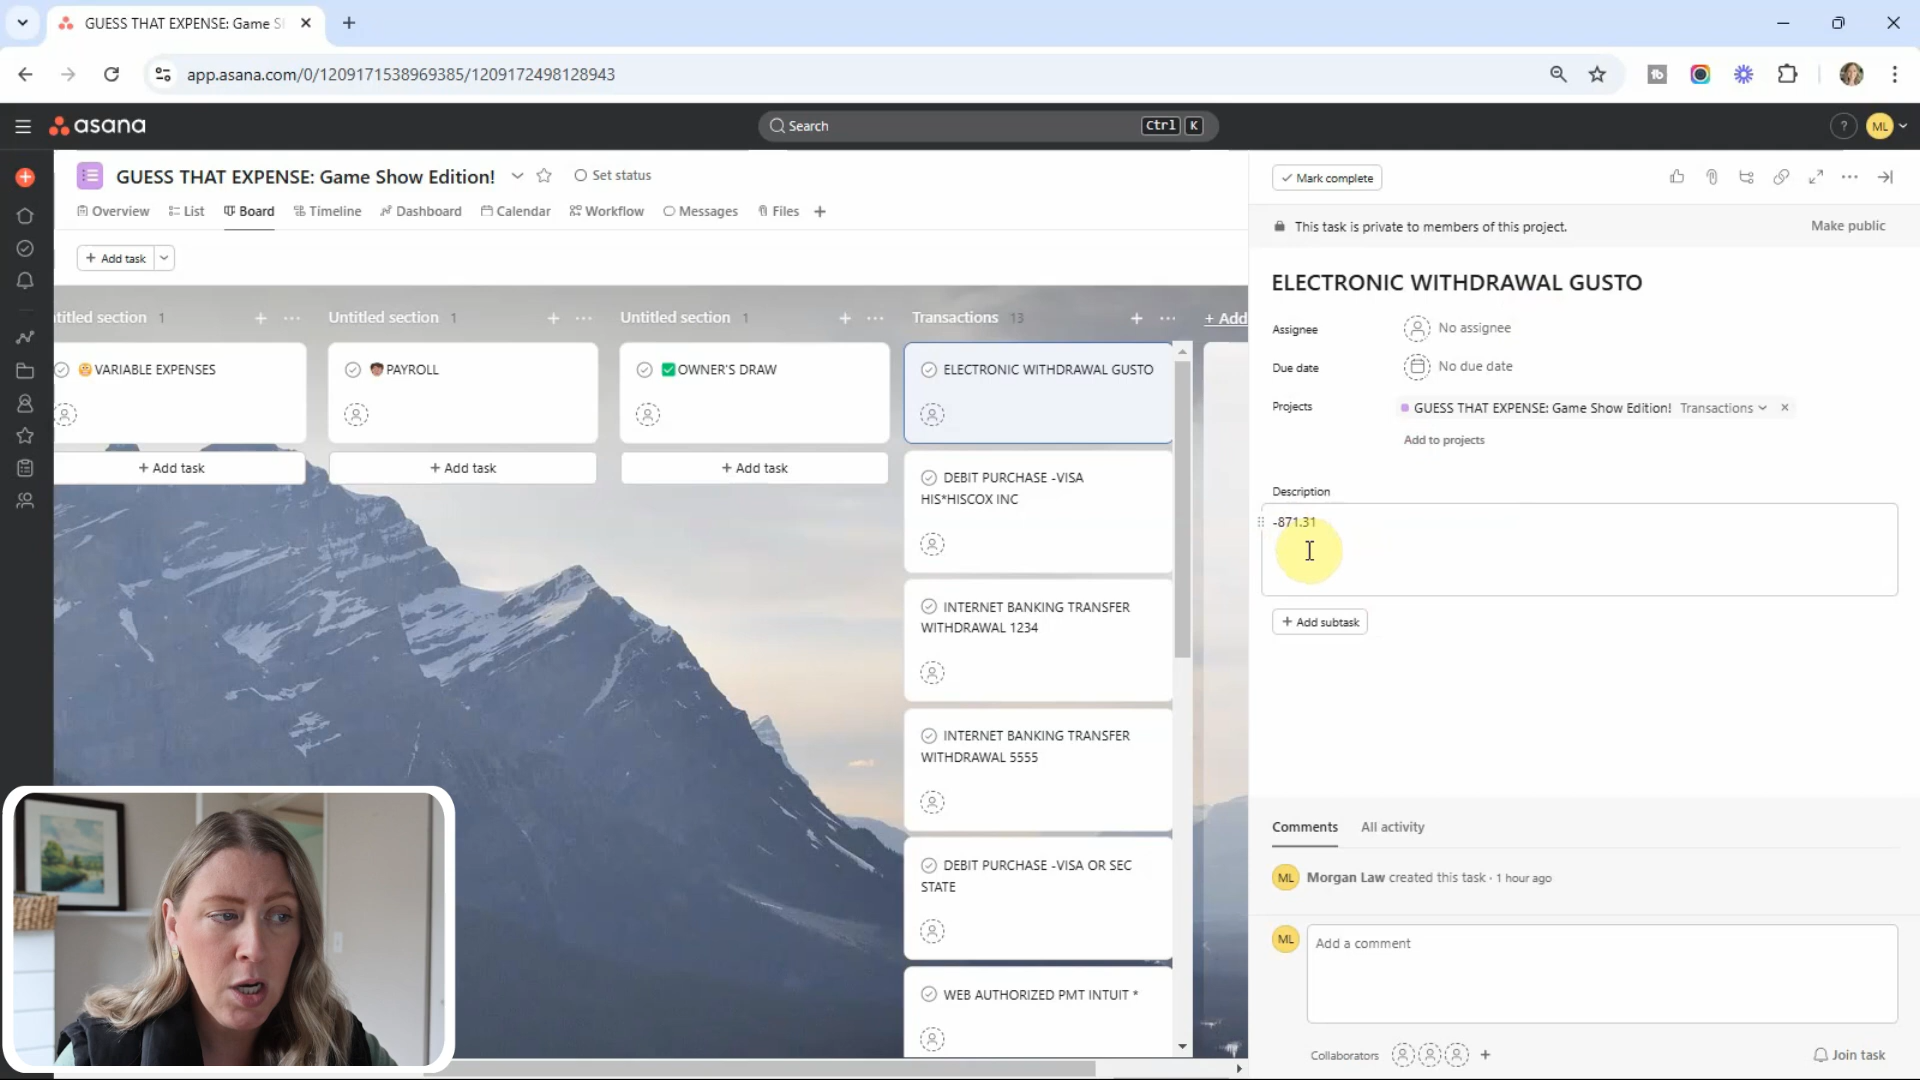 GUESS THAT EXPENSE: Game S
app.asana.com/0/1209171538969385/1209172498128943
asana
Search
Ctrl K
?
ML
GUESS THAT EXPENSE: Game Show Edition!
Set status
Overview
List
Board
Timeline
Dashboard
Calendar
Workflow
Messages
Files
+
+ Add task
titled section 1
VARIABLE EXPENSES
+ Add task
Untitled section 1
PAYROLL
+ Add task
Untitled section 1
OWNER'S DRAW
+ Add task
Transactions 13
+ Add
ELECTRONIC WITHDRAWAL GUSTO
DEBIT PURCHASE -VISA
HIS*HISCOX INC
INTERNET BANKING TRANSFER
WITHDRAWAL 1234
INTERNET BANKING TRANSFER
WITHDRAWAL 5555
DEBIT PURCHASE -VISA OR SEC
STATE
WEB AUTHORIZED PMT INTUIT *
Mark complete
This task is private to members of this project.
Make public
ELECTRONIC WITHDRAWAL GUSTO
Assignee
No assignee
Due date
No due date
Projects
GUESS THAT EXPENSE: Game Show Edition! Transactions
Add to projects
Description
-871.31
+ Add subtask
Comments
All activity
ML
Morgan Law created this task · 1 hour ago
ML
Add a comment
Collaborators
Join task